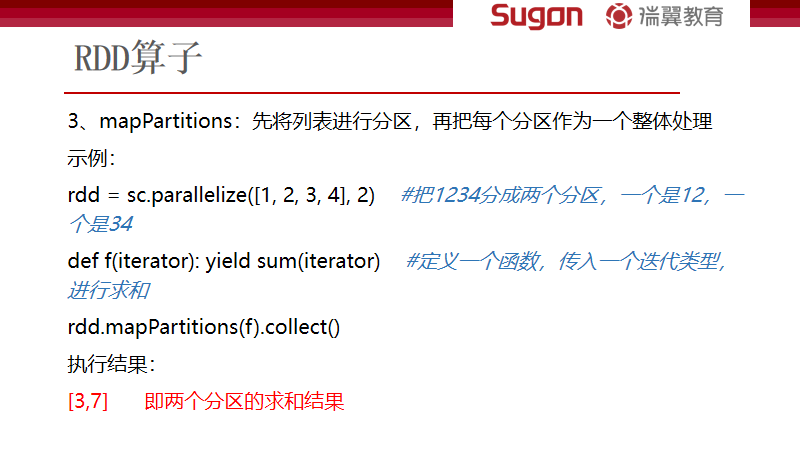 Sugon 瑞翼教育
RDD算子
3、mapPartitions：先将列表进行分区，再把每个分区作为一个整体处理
示例：
rdd = sc.parallelize([1, 2, 3, 4], 2) #把1234分成两个分区，一个是12，一
个是34
def f(iterator): yield sum(iterator) #定义一个函数，传入一个迭代类型，
进行求和
rdd.mapPartitions(f).collect()
执行结果：
[3,7] 即两个分区的求和结果